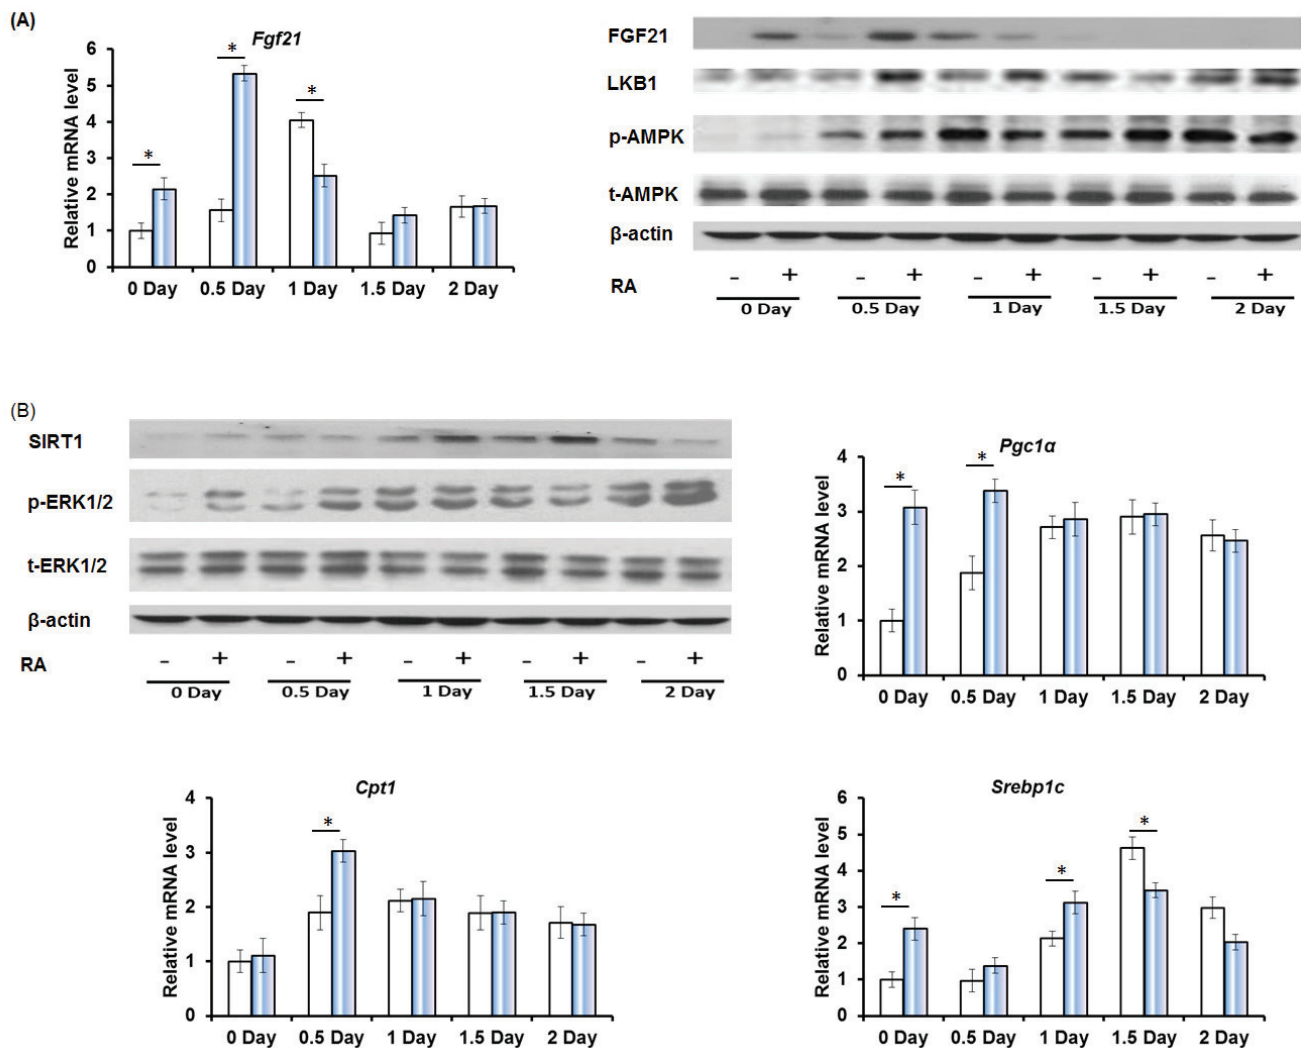 (A)
Fgf21
Relative mRNA level
6
5
4
3
2
1
0
* * *
0 Day 0.5 Day 1 Day 1.5 Day 2 Day
FGF21
LKB1
p-AMPK
t-AMPK
β-actin
RA - + - + - + - + - +
0 Day 0.5 Day 1 Day 1.5 Day 2 Day
(B)
SIRT1
p-ERK1/2
t-ERK1/2
β-actin
RA - + - + - + - + - +
0 Day 0.5 Day 1 Day 1.5 Day 2 Day
Pgc1α
Relative mRNA level
4
3
2
1
0
* *
0 Day 0.5 Day 1 Day 1.5 Day 2 Day
Cpt1
Relative mRNA level
4
3
2
1
0
*
0 Day 0.5 Day 1 Day 1.5 Day 2 Day
Srebp1c
Relative mRNA level
6
5
4
3
2
1
0
* * *
0 Day 0.5 Day 1 Day 1.5 Day 2 Day